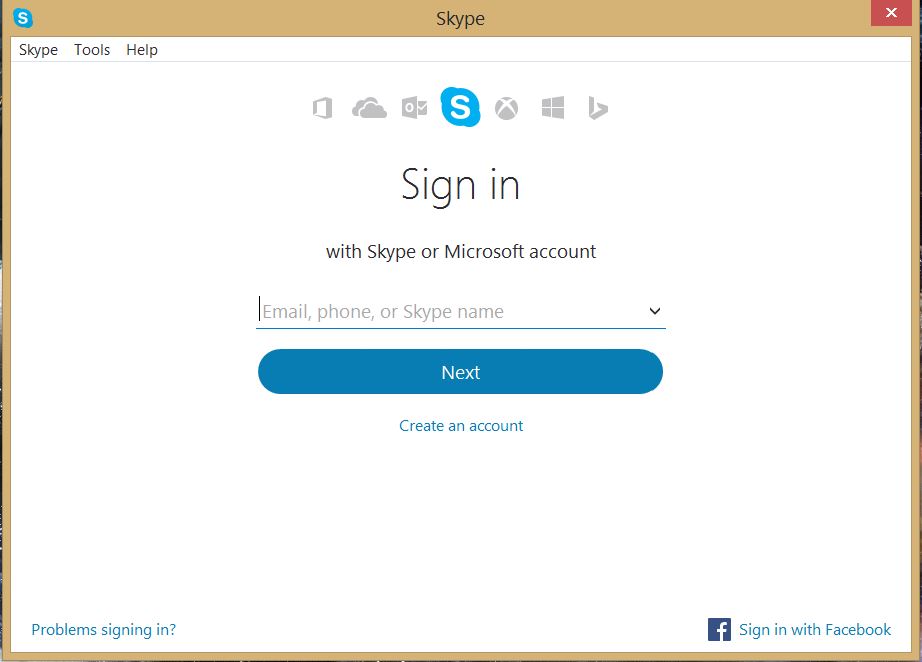 Skype
Skype Tools Help
Sign in
with Skype or Microsoft account
Email, phone, or Skype name
Next
Create an account
Problems signing in?
Sign in with Facebook